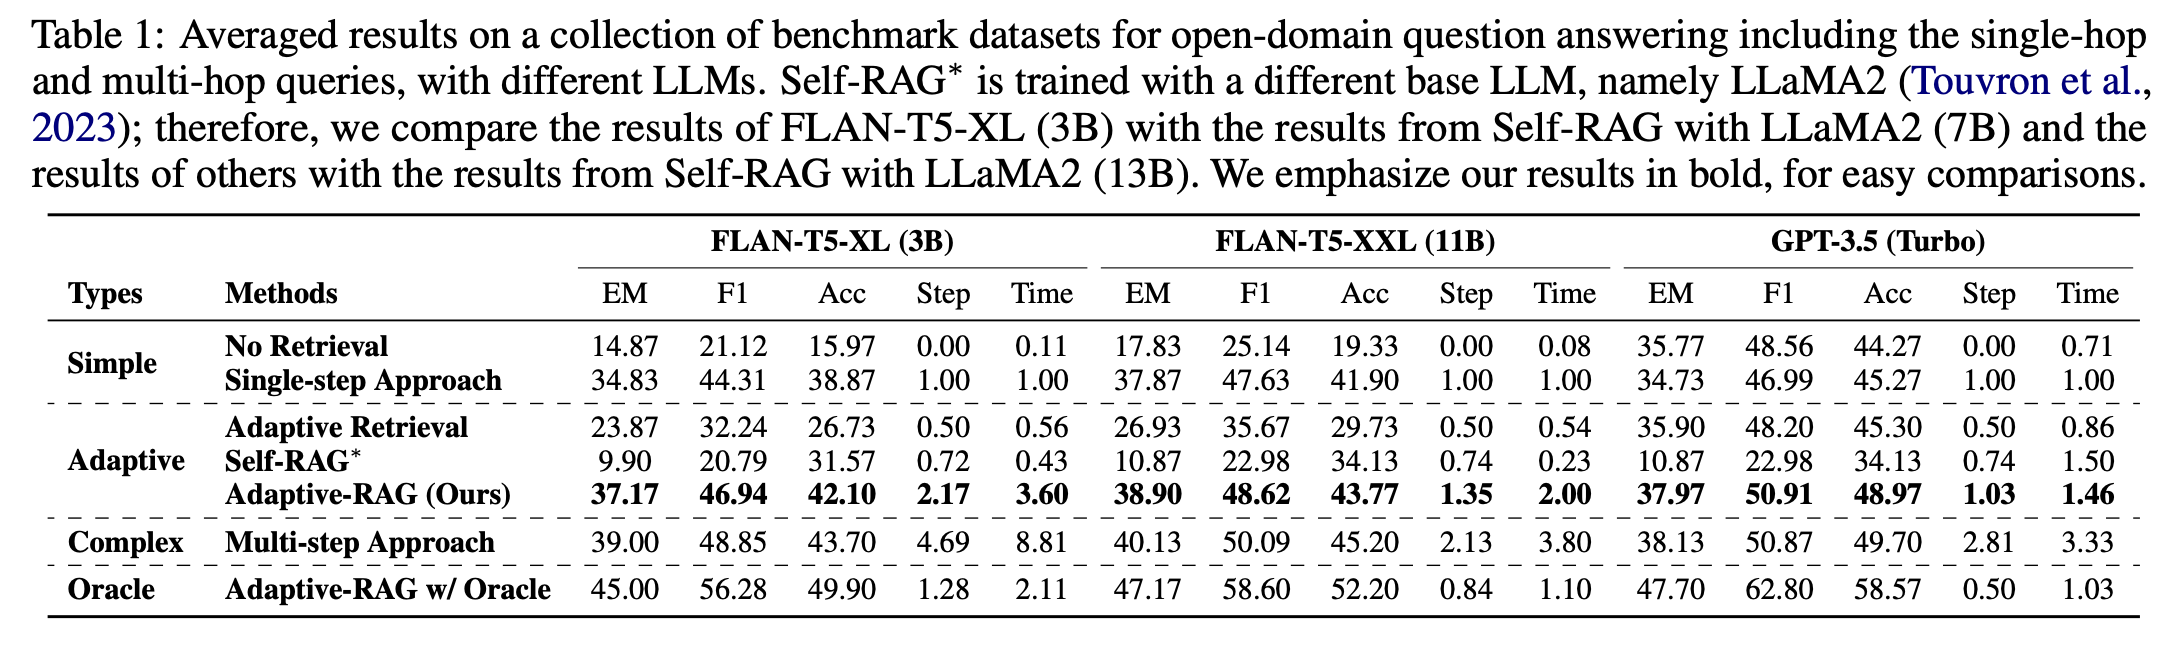 Table 1: Averaged results on a collection of benchmark datasets for open-domain question answering including the single-hop
and multi-hop queries, with different LLMs. Self-RAG* is trained with a different base LLM, namely LLaMA2 (Touvron et al.,
2023); therefore, we compare the results of FLAN-T5-XL (3B) with the results from Self-RAG with LLaMA2 (7B) and the
results of others with the results from Self-RAG with LLaMA2 (13B). We emphasize our results in bold, for easy comparisons.
FLAN-T5-XL (3B) FLAN-T5-XXL (11B) GPT-3.5 (Turbo)
Types Methods EM F1 Acc Step Time EM F1 Acc Step Time EM F1 Acc Step Time
Simple No Retrieval 14.87 21.12 15.97 0.00 0.11 17.83 25.14 19.33 0.00 0.08 35.77 48.56 44.27 0.00 0.71
Single-step Approach 34.83 44.31 38.87 1.00 1.00 37.87 47.63 41.90 1.00 1.00 34.73 46.99 45.27 1.00 1.00
Adaptive Retrieval 23.87 32.24 26.73 0.50 0.56 26.93 35.67 29.73 0.50 0.54 35.90 48.20 45.30 0.50 0.86
Adaptive Self-RAG* 9.90 20.79 31.57 0.72 0.43 10.87 22.98 34.13 0.74 0.23 10.87 22.98 34.13 0.74 1.50
Adaptive-RAG (Ours) 37.17 46.94 42.10 2.17 3.60 38.90 48.62 43.77 1.35 2.00 37.97 50.91 48.97 1.03 1.46
Complex Multi-step Approach 39.00 48.85 43.70 4.69 8.81 40.13 50.09 45.20 2.13 3.80 38.13 50.87 49.70 2.81 3.33
Oracle Adaptive-RAG w/ Oracle 45.00 56.28 49.90 1.28 2.11 47.17 58.60 52.20 0.84 1.10 47.70 62.80 58.57 0.50 1.03